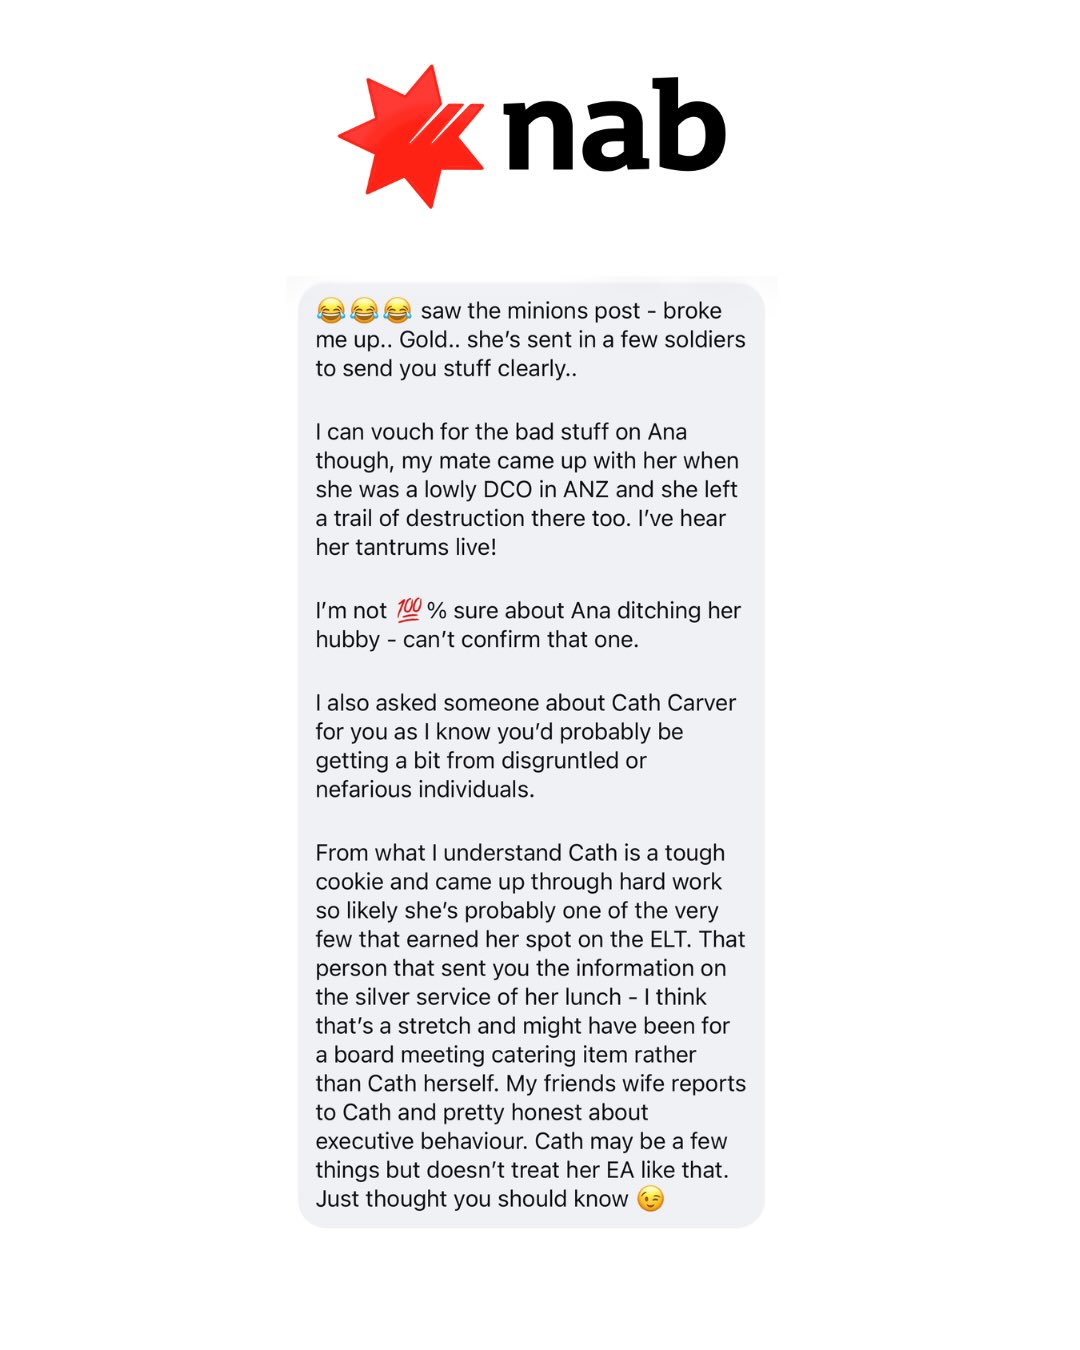 nab
😂😂😂 saw the minions post - broke
me up.. Gold.. she's sent in a few soldiers
to send you stuff clearly..
I can vouch for the bad stuff on Ana
though, my mate came up with her when
she was a lowly DCO in ANZ and she left
a trail of destruction there too. I've hear
her tantrums live!
I'm not 💯 % sure about Ana ditching her
hubby - can't confirm that one.
I also asked someone about Cath Carver
for you as I know you'd probably be
getting a bit from disgruntled or
nefarious individuals.
From what I understand Cath is a tough
cookie and came up through hard work
so likely she's probably one of the very
few that earned her spot on the ELT. That
person that sent you the information on
the silver service of her lunch - I think
that's a stretch and might have been for
a board meeting catering item rather
than Cath herself. My friends wife reports
to Cath and pretty honest about
executive behaviour. Cath may be a few
things but doesn't treat her EA like that.
Just thought you should know 😉